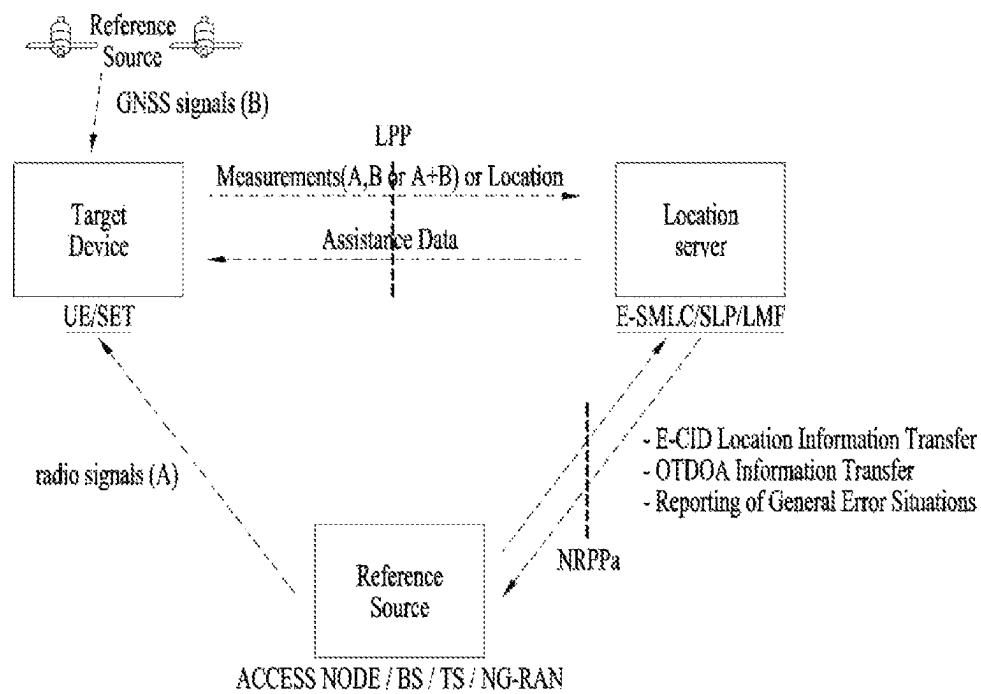 Reference
Source
GNSS signals (B)
LPP
Measurements(A,B or A+B) or Location
Target
Device
Location
server
Assistance Data
UE/SET
E-SMLC/SLP/LMF
- E-CID Location Information Transfer
- OTDOA Information Transfer
- Reporting of General Error Situations
radio signals (A)
NRPPa
Reference
Source
ACCESS NODE / BS / TS / NG-RAN